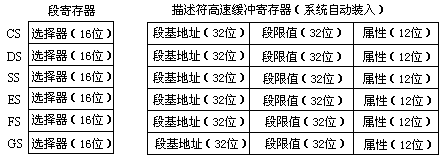 段寄存器 描述符高速缓冲寄存器(系统自动装入)
CS 选择器(16位) 段基地址(32位) 段限值(32位) 属性(12位)
DS 选择器(16位) 段基地址(32位) 段限值(32位) 属性(12位)
SS 选择器(16位) 段基地址(32位) 段限值(32位) 属性(12位)
ES 选择器(16位) 段基地址(32位) 段限值(32位) 属性(12位)
FS 选择器(16位) 段基地址(32位) 段限值(32位) 属性(12位)
GS 选择器(16位) 段基地址(32位) 段限值(32位) 属性(12位)